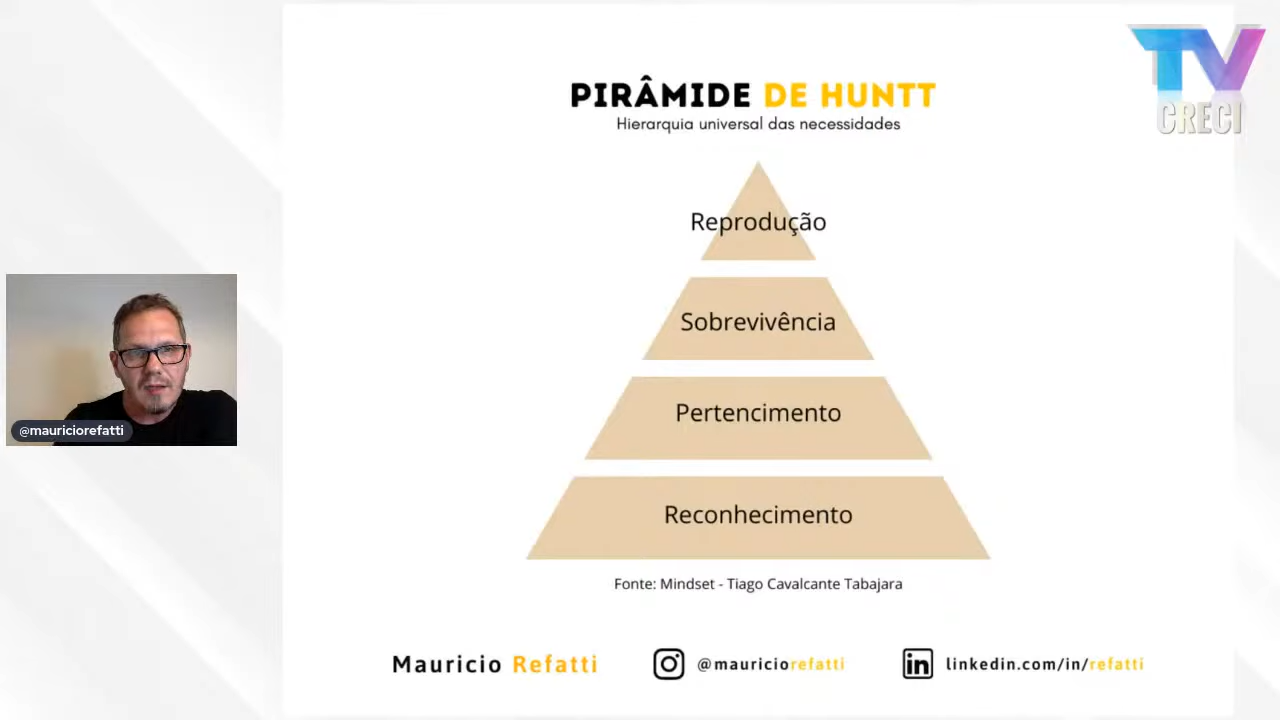 TV
CRECI
PIRÂMIDE DE HUNTT
Hierarquia universal das necessidades
Reprodução
Sobrevivência
Pertencimento
Reconhecimento
Fonte: Mindset - Tiago Cavalcante Tabajara
@mauriciorefatti
Mauricio Refatti
@mauriciorefatti
linkedin.com/in/refatti